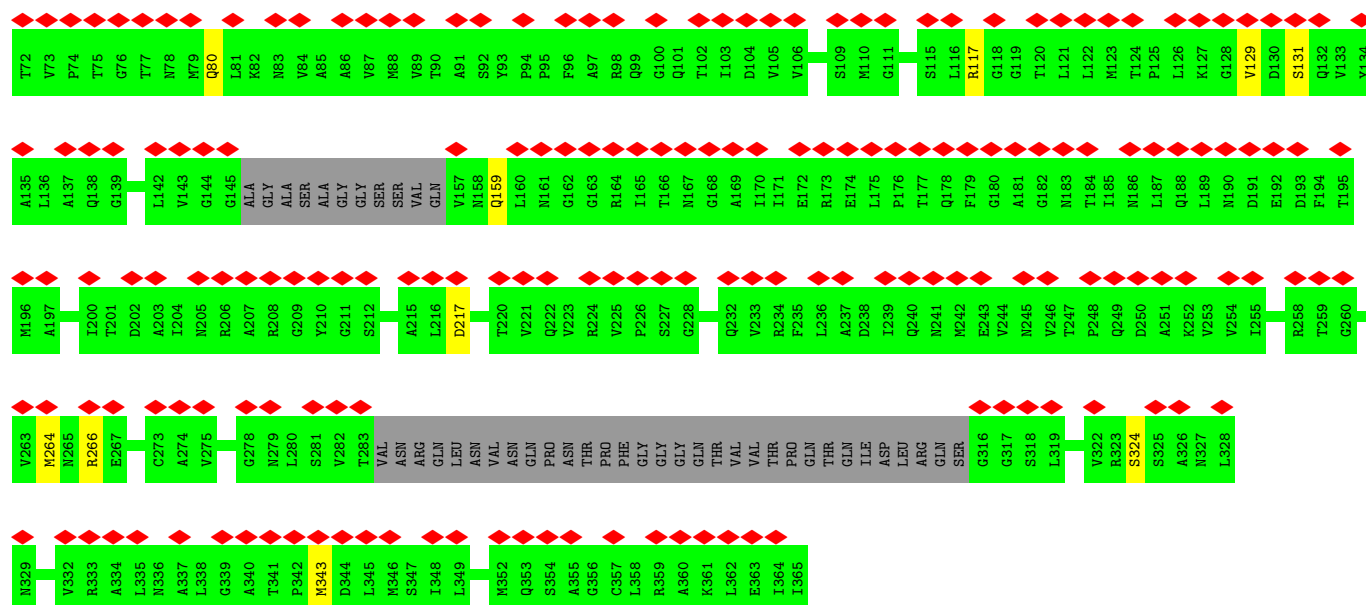 T72 V73 P74 T75 G76 T77 N78 M79 Q80 L81 K82 N83 V84 A85 A86 V87 M88 V89 T90 A91 S92 Y93 P94 P95 F96 A97 R98 Q99 G100 Q101 T102 I103 D104 V105 V106 S109 M110 G111 S115 L116 R117 G118 G119 T120 L121 L122 M123 T124 P125 L126 K127 G128 V129 D130 S131 Q132 V133 Y134
A135 L136 A137 Q138 G139 L142 V143 G144 G145 ALA GLY ALA SER ALA GLY GLY SER SER VAL GLN V157 N158 Q159 L160 N161 G162 G163 R164 I165 T166 N167 G168 A169 I170 I171 E172 R173 E174 L175 P176 T177 Q178 F179 G180 A181 G182 N183 T184 I185 N186 L187 Q188 L189 N190 D191 E192 D193 F194 T195
M196 A197 I200 T201 D202 A203 I204 N205 R206 A207 R208 G209 Y210 G211 S212 A215 L216 D217 T220 V221 Q222 V223 R224 V225 P226 S227 G228 Q232 V233 R234 F235 L236 A237 D238 I239 Q240 N241 M242 E243 V244 N245 V246 T247 P248 Q249 D250 A251 K252 V253 V254 I255 R258 T259 G260
V263 M264 N265 R266 E267 C273 A274 V275 G278 N279 L280 S281 V282 T283 VAL ASN ARG GLN LEU ASN VAL ASN GLN PRO ASN THR PRO PHE GLY GLY GLY GLN THR VAL VAL THR PRO GLN THR GLN ILE ASP LEU ARG GLN SER G316 G317 S318 L319 V322 R323 S324 S325 A326 N327 L328
N329 V332 R333 A334 L335 N336 A337 L338 G339 A340 T341 P342 M343 D344 L345 M346 S347 I348 L349 M352 Q353 S354 A355 G356 C357 L358 R359 A360 K361 L362 E363 I364 I365